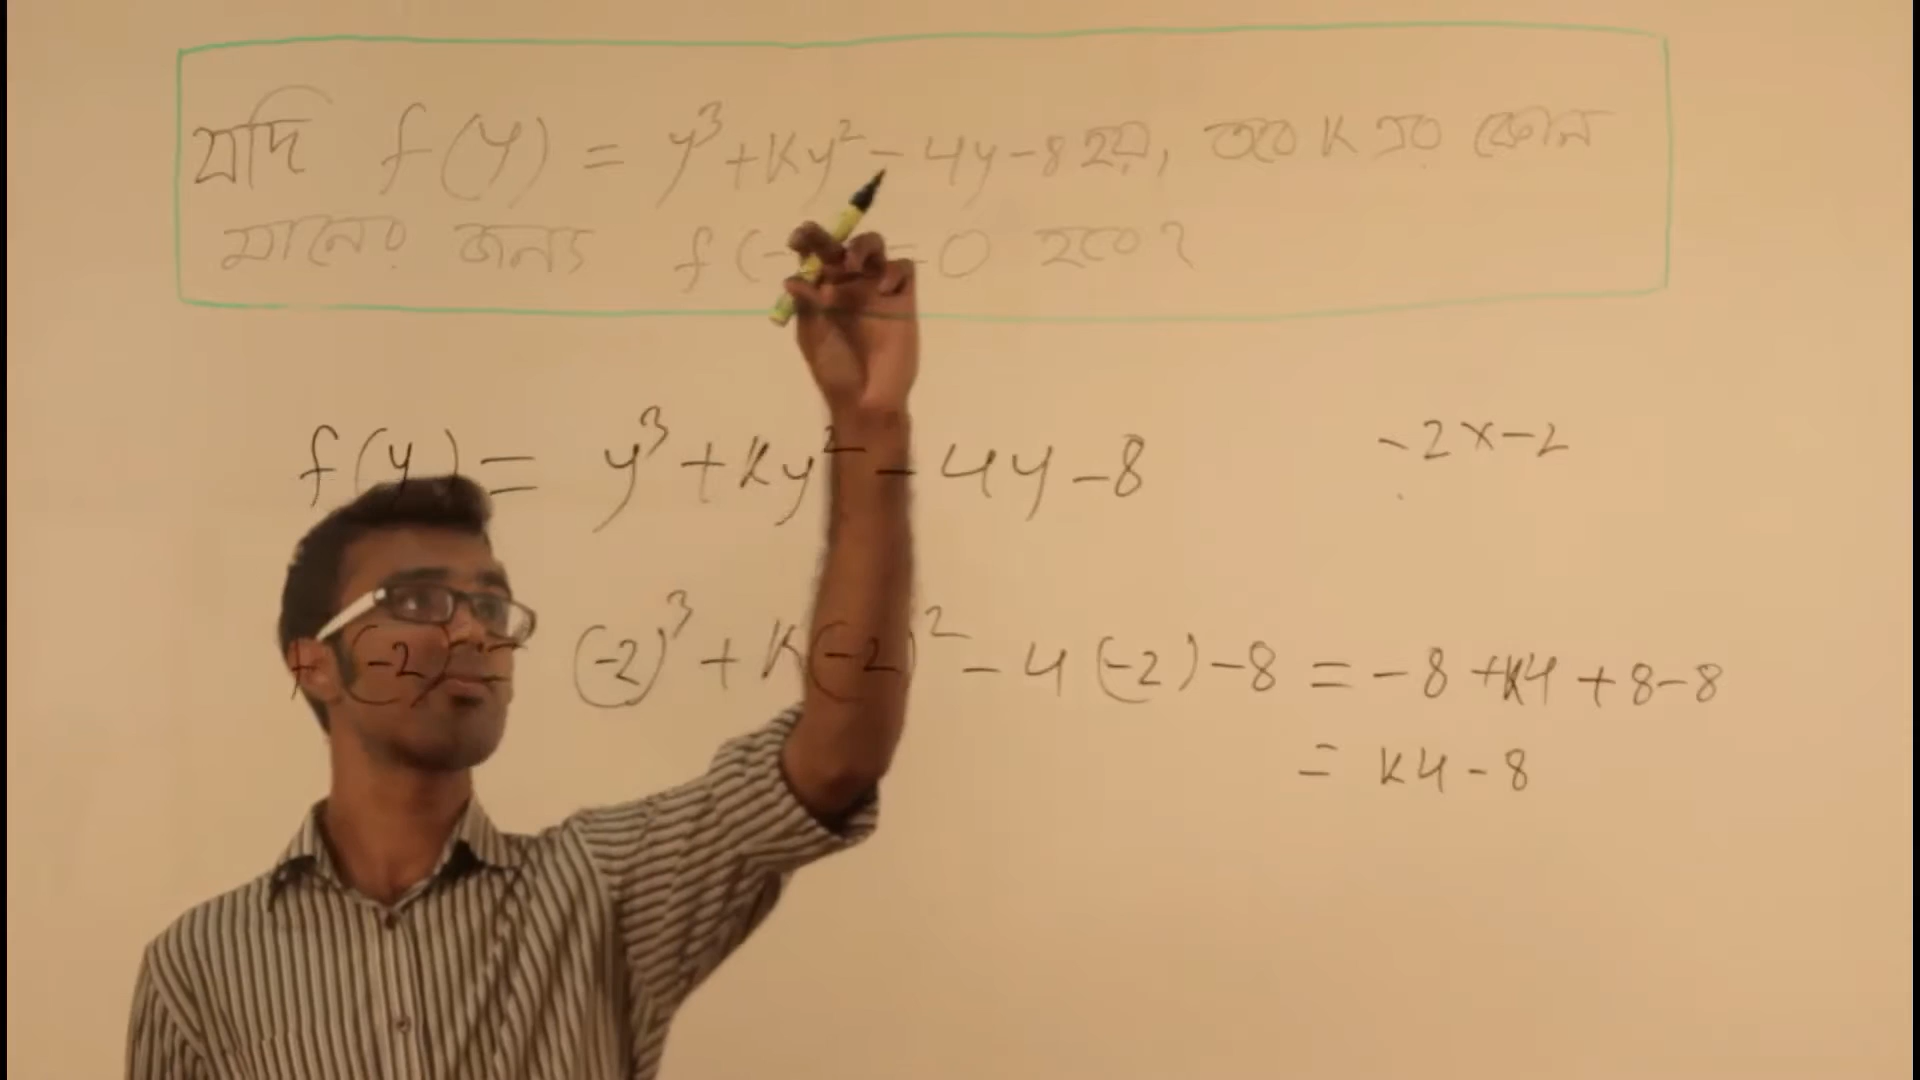 যদি f(y) = y³+Ky²-4y-8 হয়, তবে K এর কোন
মানের জন্য f(- =0 হবে?
f(y) = y³+Ky²-4y-8
-2x-2
f(-2) = (-2)³+K(-2)²-4(-2)-8 = -8+K4+8-8
= K4-8